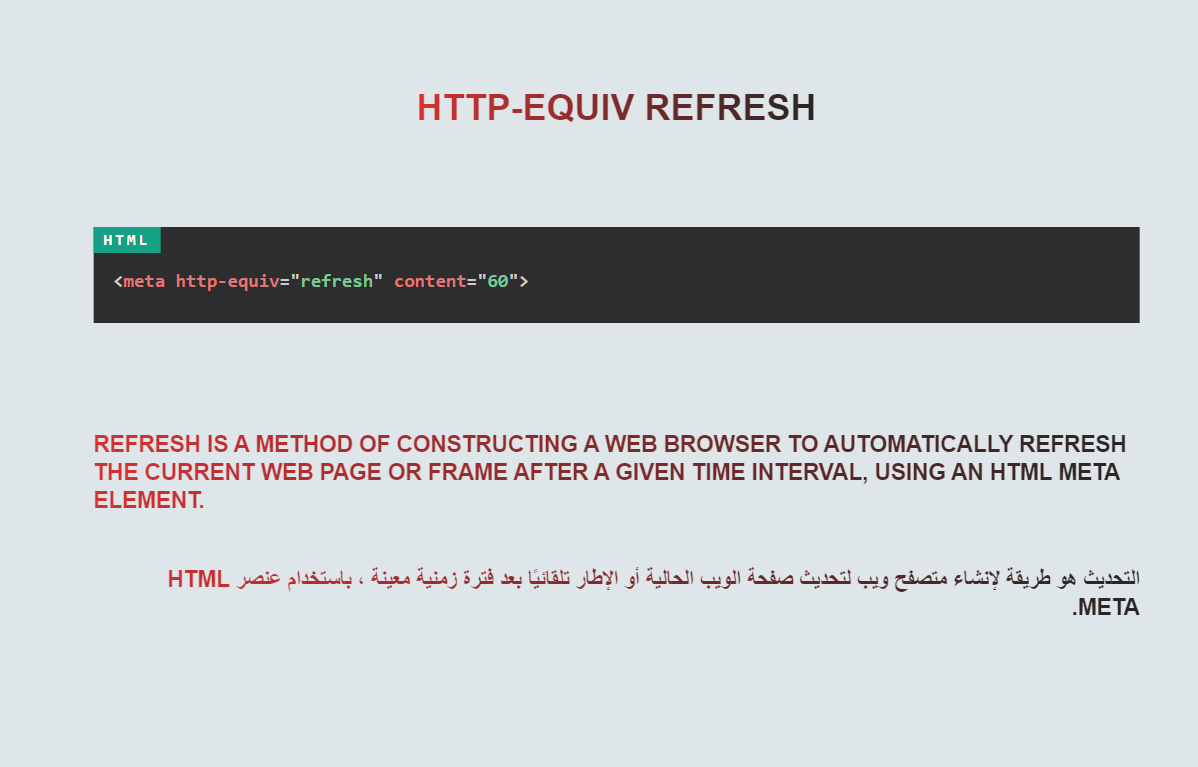 HTTP-EQUIV REFRESH
HTML
<meta http-equiv="refresh" content="60">
REFRESH IS A METHOD OF CONSTRUCTING A WEB BROWSER TO AUTOMATICALLY REFRESH
THE CURRENT WEB PAGE OR FRAME AFTER A GIVEN TIME INTERVAL, USING AN HTML META
ELEMENT.
التحديث هو طريقة لإنشاء متصفح ويب لتحديث صفحة الويب الحالية أو الإطار تلقائيًا بعد فترة زمنية معينة ، باستخدام عنصر HTML
META.